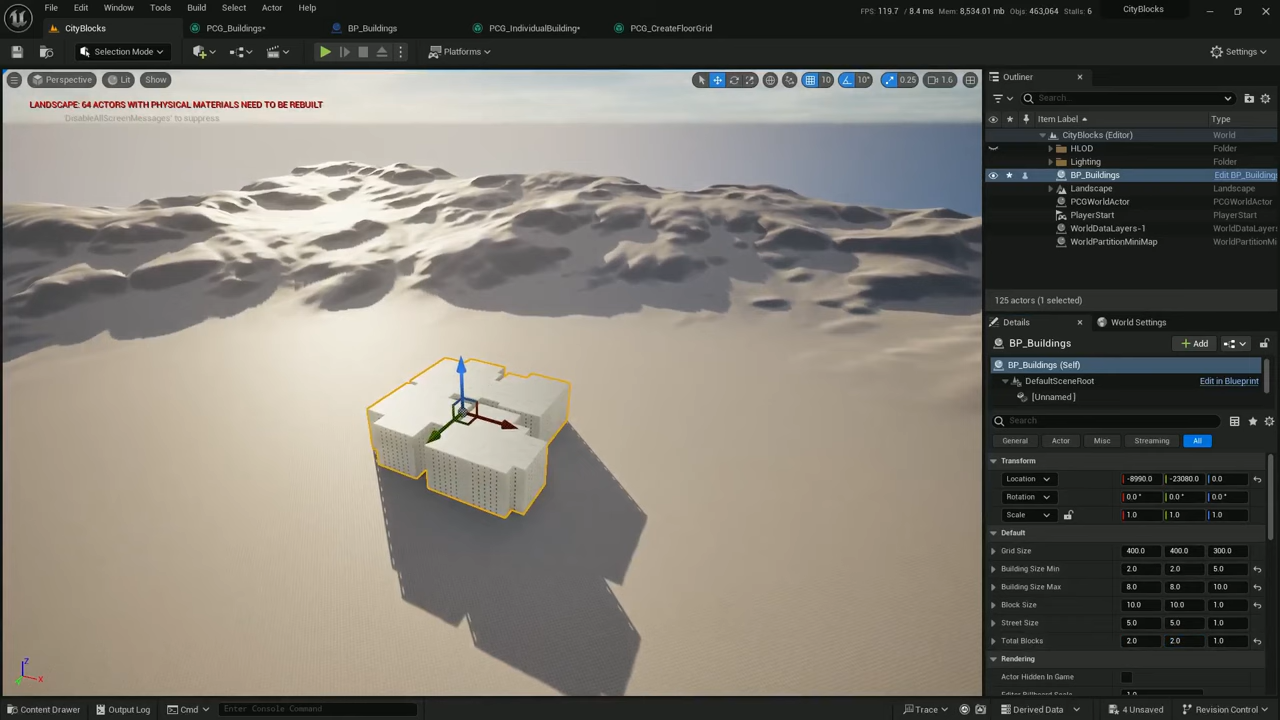 File Edit Window Tools Build Select Actor Help
FPS: 119.7 / 8.4 ms Mem: 8,534.01 mb Objs: 463,064 Stalls: 6
CityBlocks
CityBlocks
PCG_Buildings*
BP_Buildings
PCG_IndividualBuilding*
PCG_CreateFloorGrid
Selection Mode
Platforms
Settings
Perspective
Lit
Show
10
10°
0.25
1.6
LANDSCAPE: 64 ACTORS WITH PHYSICAL MATERIALS NEED TO BE REBUILT
'DisableAllScreenMessages' to suppress
Outliner
Search...
Item Label
Type
CityBlocks (Editor) World
HLOD Folder
Lighting Folder
BP_Buildings Edit BP_Building
Landscape Landscape
PCGWorldActor PCGWorldActor
PlayerStart PlayerStart
WorldDataLayers-1 WorldDataLayer
WorldPartitionMiniMap WorldPartitionMi
125 actors (1 selected)
Details
World Settings
BP_Buildings
Add
BP_Buildings (Self)
DefaultSceneRoot Edit in Blueprint
[Unnamed ]
Search
General Actor Misc Streaming All
Transform
Location -8990.0 -23080.0 0.0
Rotation 0.0 ° 0.0 ° 0.0 °
Scale 1.0 1.0 1.0
Default
Grid Size 400.0 400.0 300.0
Building Size Min 2.0 2.0 5.0
Building Size Max 8.0 8.0 10.0
Block Size 10.0 10.0 1.0
Street Size 5.0 5.0 1.0
Total Blocks 2.0 2.0 1.0
Rendering
Actor Hidden In Game
Editor Billboard Scale 1.0
Z
X
Content Drawer
Output Log
Cmd
Enter Console Command
Trace
Derived Data
4 Unsaved
Revision Control